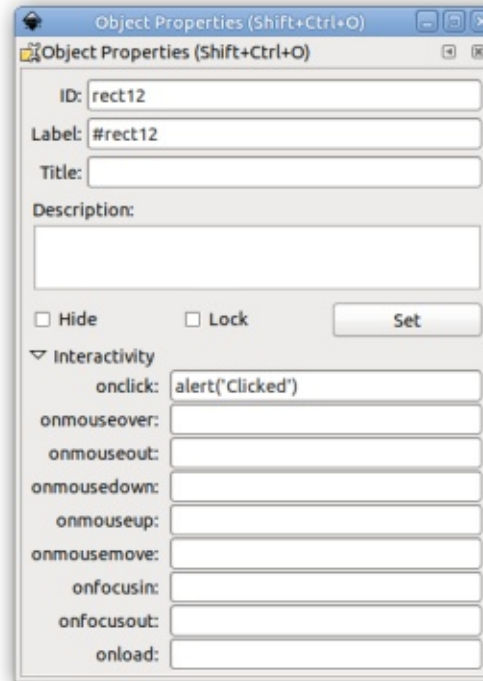 Object Properties (Shift+Ctrl+O)
Object Properties (Shift+Ctrl+O)
ID: rect12
Label: #rect12
Title:
Description:
Hide Lock Set
Interactivity
onclick: alert("Clicked")
onmouseover:
onmouseout:
onmousedown:
onmouseup:
onmousemove:
onfocusin:
onfocusout:
onload: